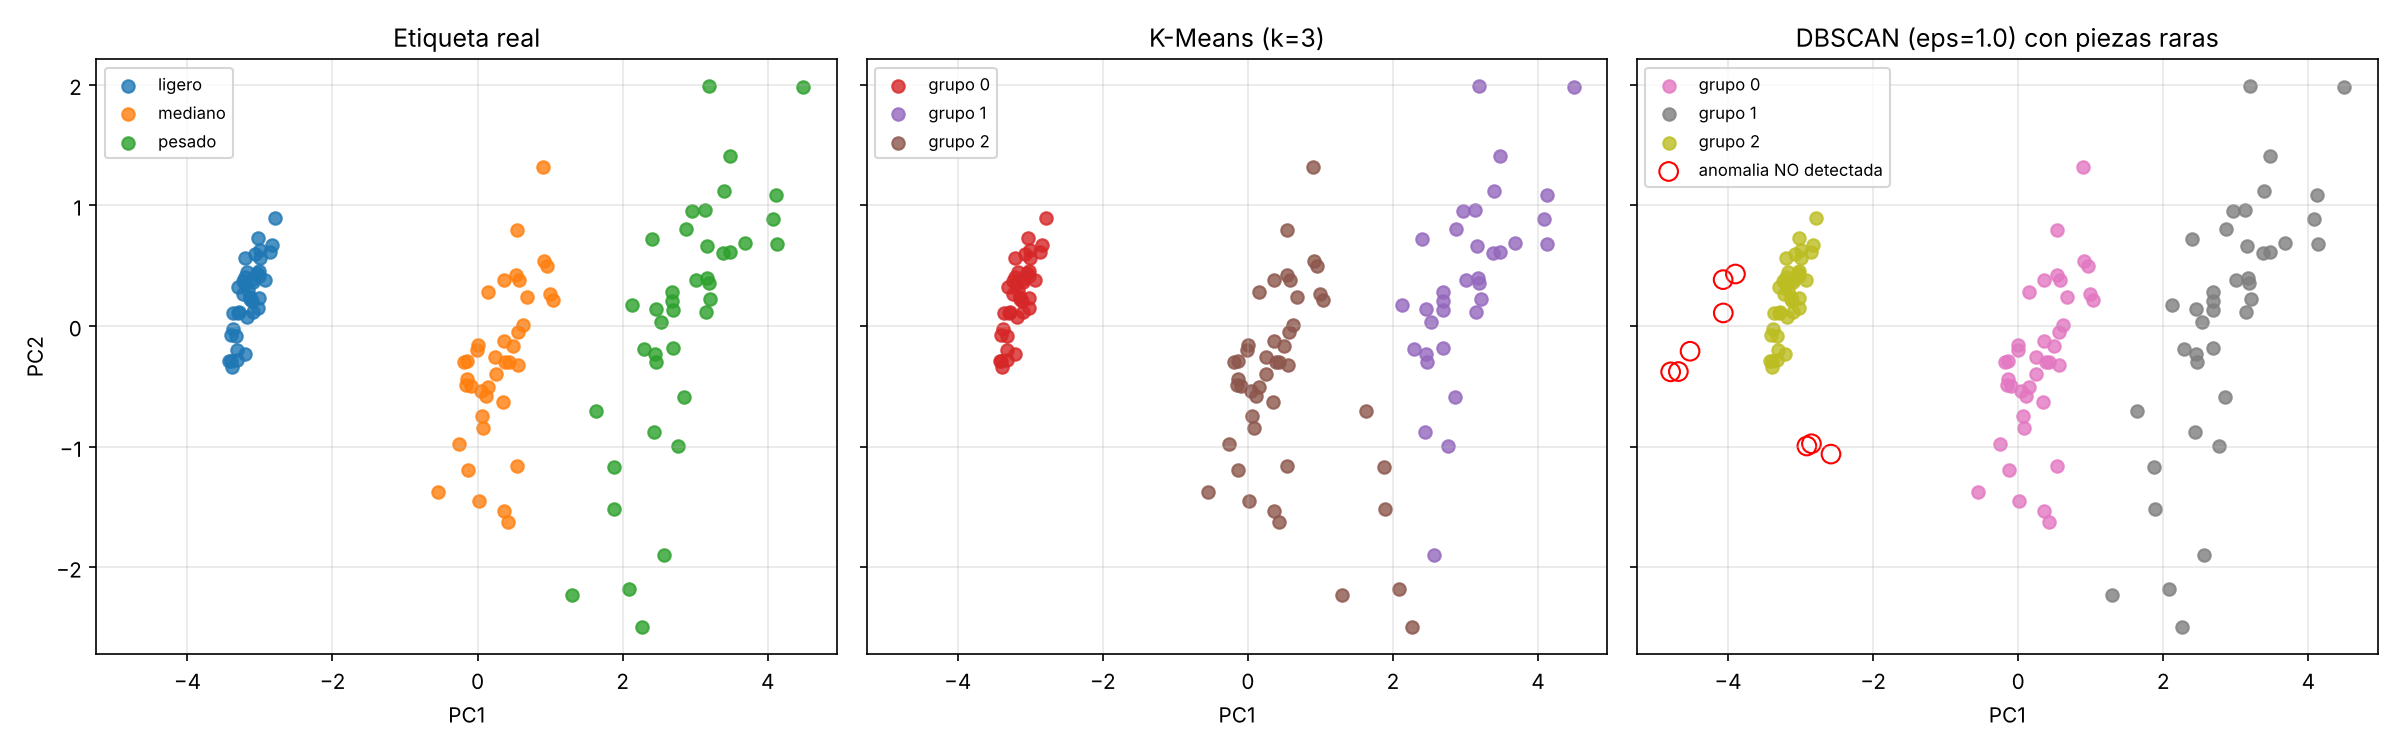 Etiqueta real
ligero
mediano
pesado
2
1
0
−1
−2
PC2
−4
−2
0
2
4
PC1
K-Means (k=3)
grupo 0
grupo 1
grupo 2
−4
−2
0
2
4
PC1
DBSCAN (eps=1.0) con piezas raras
grupo 0
grupo 1
grupo 2
anomalia NO detectada
−4
−2
0
2
4
PC1